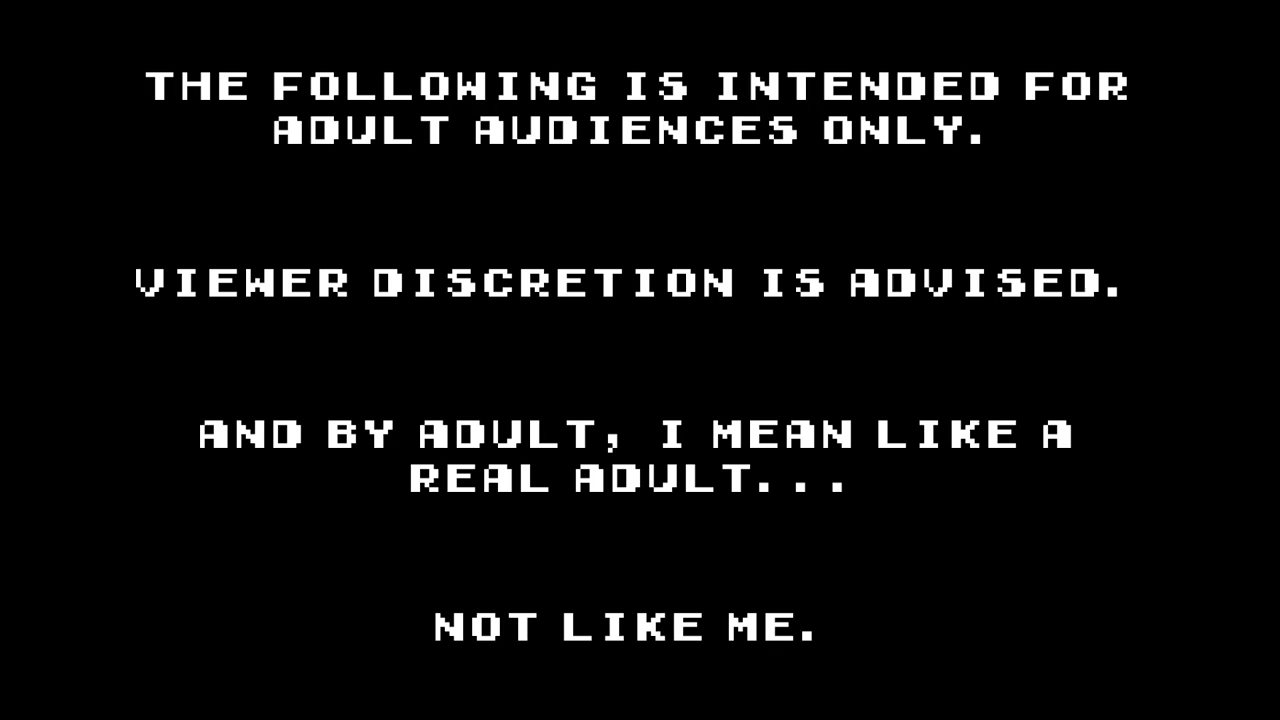 THE FOLLOWING IS INTENDED FOR
ADULT AUDIENCES ONLY.
VIEWER DISCRETION IS ADVISED.
AND BY ADULT, I MEAN LIKE A
REAL ADULT...
NOT LIKE ME.